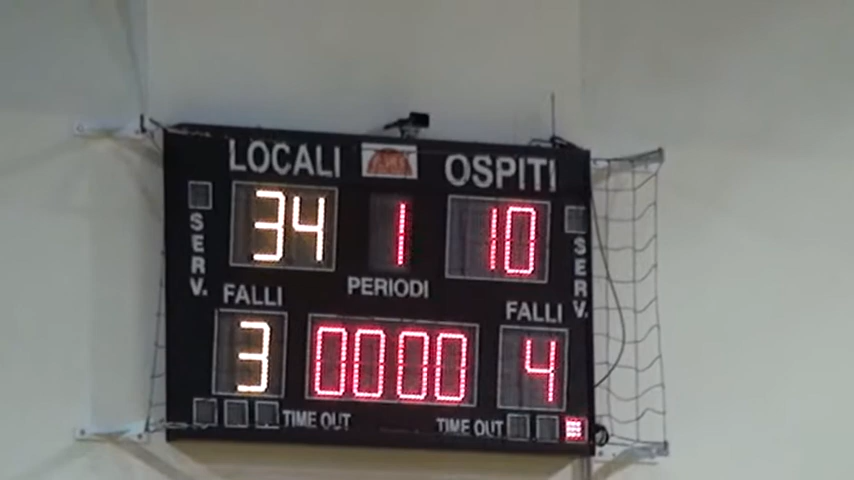 LOCALI OSPITI
34 1 10
SERV. SERV.
PERIODI
FALLI FALLI
3 0000 4
TIME OUT TIME OUT